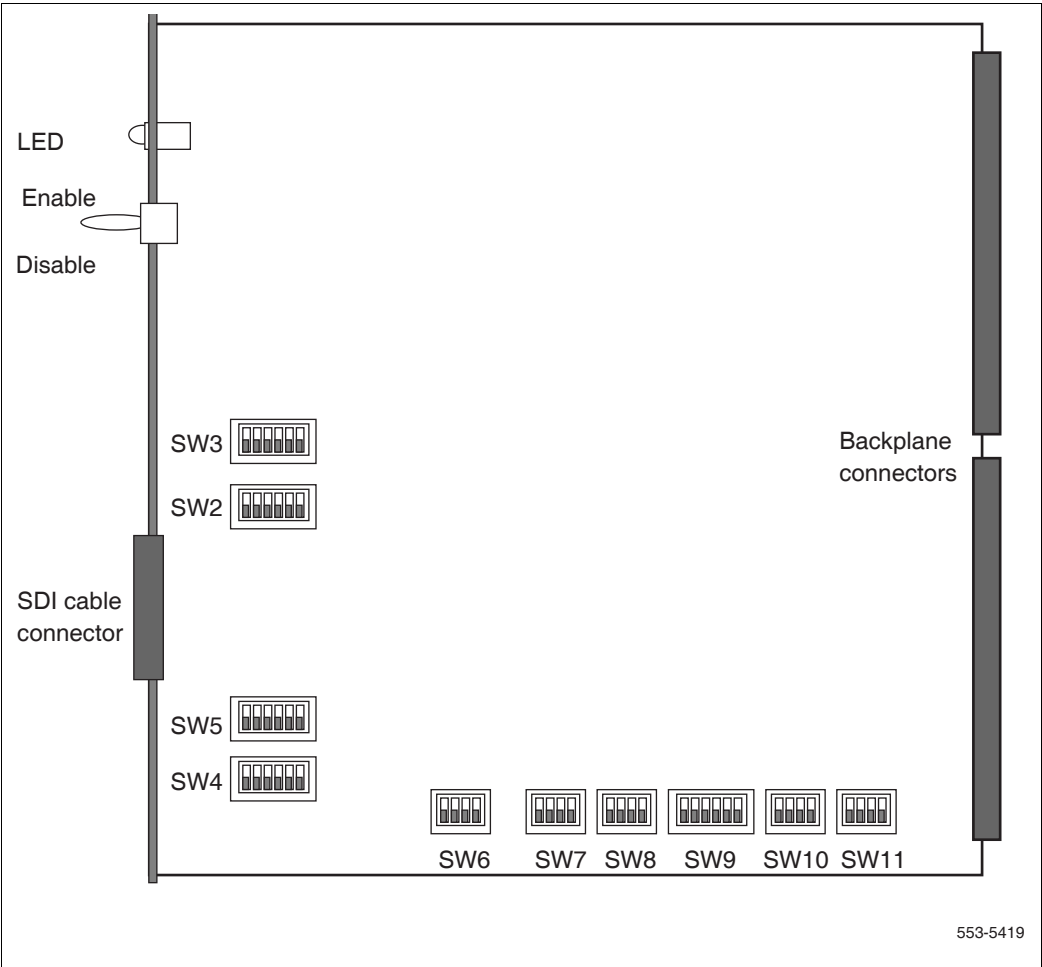 LED
Enable
Disable
SW3
Backplane
connectors
SW2
SDI cable
connector
SW5
SW4
SW6 SW7 SW8 SW9 SW10 SW11
553-5419